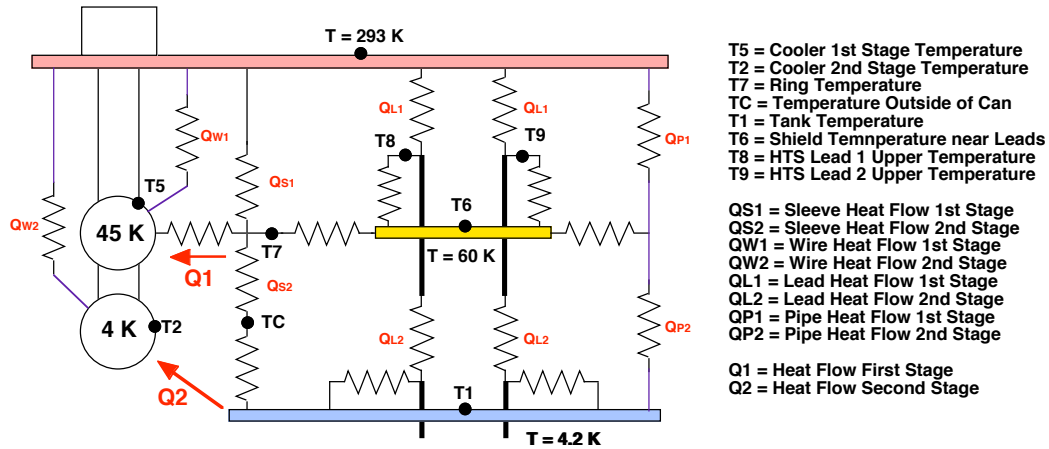 T = 293 K
T5 = Cooler 1st Stage Temperature
T2 = Cooler 2nd Stage Temperature
T7 = Ring Temperature
TC = Temperature Outside of Can
T1 = Tank Temperature
T6 = Shield Temnperature near Leads
T8 = HTS Lead 1 Upper Temperature
T9 = HTS Lead 2 Upper Temperature
QS1 = Sleeve Heat Flow 1st Stage
QS2 = Sleeve Heat Flow 2nd Stage
QW1 = Wire Heat Flow 1st Stage
QW2 = Wire Heat Flow 2nd Stage
QL1 = Lead Heat Flow 1st Stage
QL2 = Lead Heat Flow 2nd Stage
QP1 = Pipe Heat Flow 1st Stage
QP2 = Pipe Heat Flow 2nd Stage
Q1 = Heat Flow First Stage
Q2 = Heat Flow Second Stage
QL1
QL1
QW1
T8
T9
QP1
T5
QS1
QW2
T6
45 K
T7
T = 60 K
Q1
QS2
4 K
T2
TC
QL2
QL2
QP2
Q2
T1
T = 4.2 K